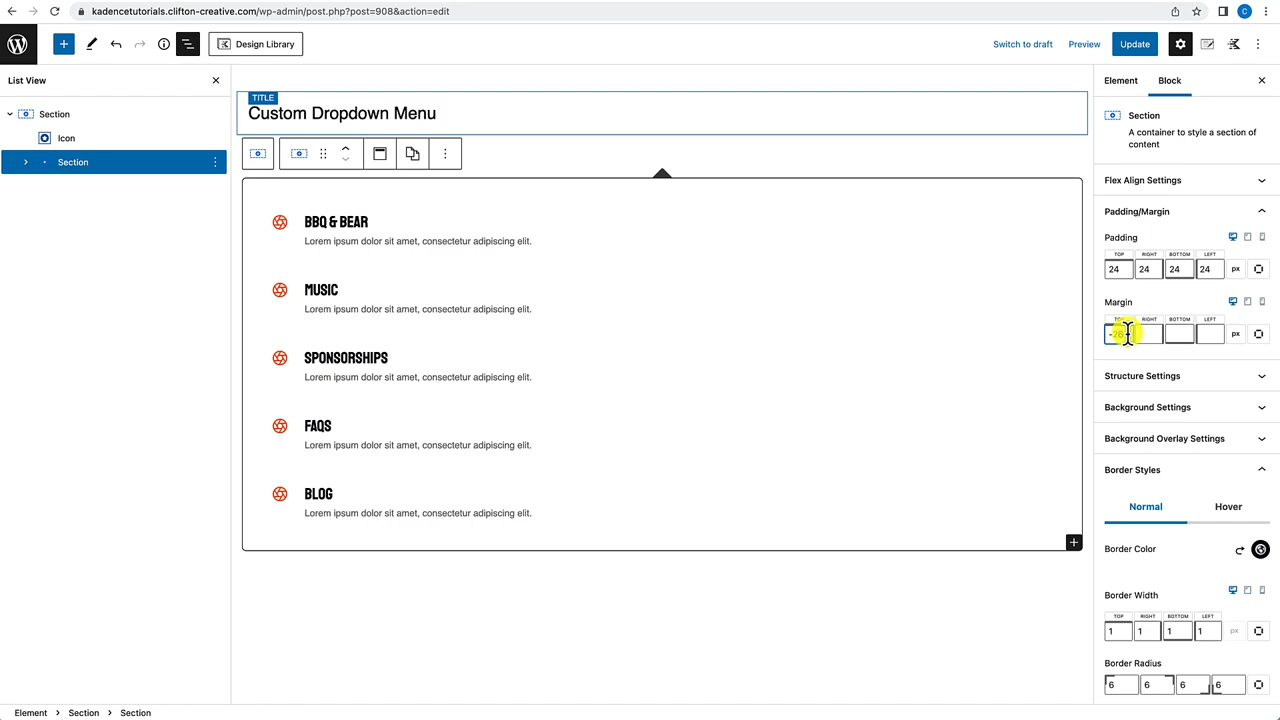 kadencetutorials.clifton-creative.com/wp-admin/post.php?post=908&action=edit
C
Design Library
Switch to draft
Preview
Update
List View
Section
Icon
Section
TITLE
Custom Dropdown Menu
BBQ & BEAR
Lorem ipsum dolor sit amet, consectetur adipiscing elit.
MUSIC
Lorem ipsum dolor sit amet, consectetur adipiscing elit.
SPONSORSHIPS
Lorem ipsum dolor sit amet, consectetur adipiscing elit.
FAQS
Lorem ipsum dolor sit amet, consectetur adipiscing elit.
BLOG
Lorem ipsum dolor sit amet, consectetur adipiscing elit.
Element Block
Section
A container to style a section of
content
Flex Align Settings
Padding/Margin
Padding
TOP RIGHT BOTTOM LEFT
24 24 24 24 px
Margin
RIGHT BOTTOM LEFT
px
Structure Settings
Background Settings
Background Overlay Settings
Border Styles
Normal Hover
Border Color
Border Width
TOP RIGHT BOTTOM LEFT
1 1 1 1 px
Border Radius
6 6 6 6
Element > Section > Section